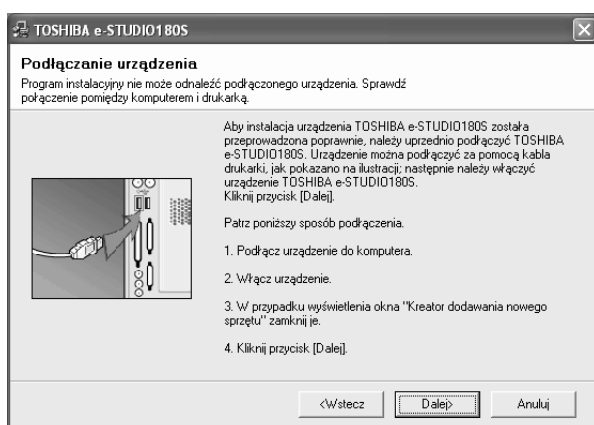 TOSHIBA e-STUDIO180S
Podłączanie urządzenia
Program instalacyjny nie może odnaleźć podłączonego urządzenia. Sprawdź
połączenie pomiędzy komputerem i drukarką.
Aby instalacja urządzenia TOSHIBA e-STUDIO180S została
przeprowadzona poprawnie, należy uprzednio podłączyć TOSHIBA
e-STUDIO180S. Urządzenie można podłączyć za pomocą kabla
drukarki, jak pokazano na ilustracji; następnie należy włączyć
urządzenie TOSHIBA e-STUDIO180S.
Kliknij przycisk [Dalej].
Patrz poniższy sposób podłączenia.
1. Podłącz urządzenie do komputera.
2. Włącz urządzenie.
3. W przypadku wyświetlenia okna "Kreator dodawania nowego
sprzętu" zamknij je.
4. Kliknij przycisk [Dalej].
<Wstecz Dalej> Anuluj